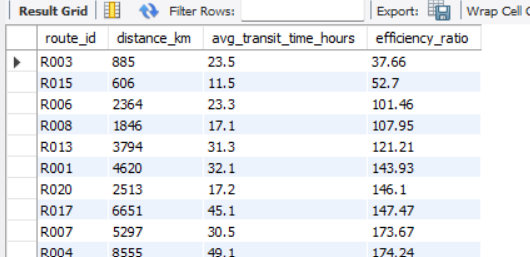 Result Grid Filter Rows: Export: Wrap Cell
route_id distance_km avg_transit_time_hours efficiency_ratio
R003 885 23.5 37.66
R015 606 11.5 52.7
R006 2364 23.3 101.46
R008 1846 17.1 107.95
R013 3794 31.3 121.21
R001 4620 32.1 143.93
R020 2513 17.2 146.1
R017 6651 45.1 147.47
R007 5297 30.5 173.67
R004 8555 49.1 174.24